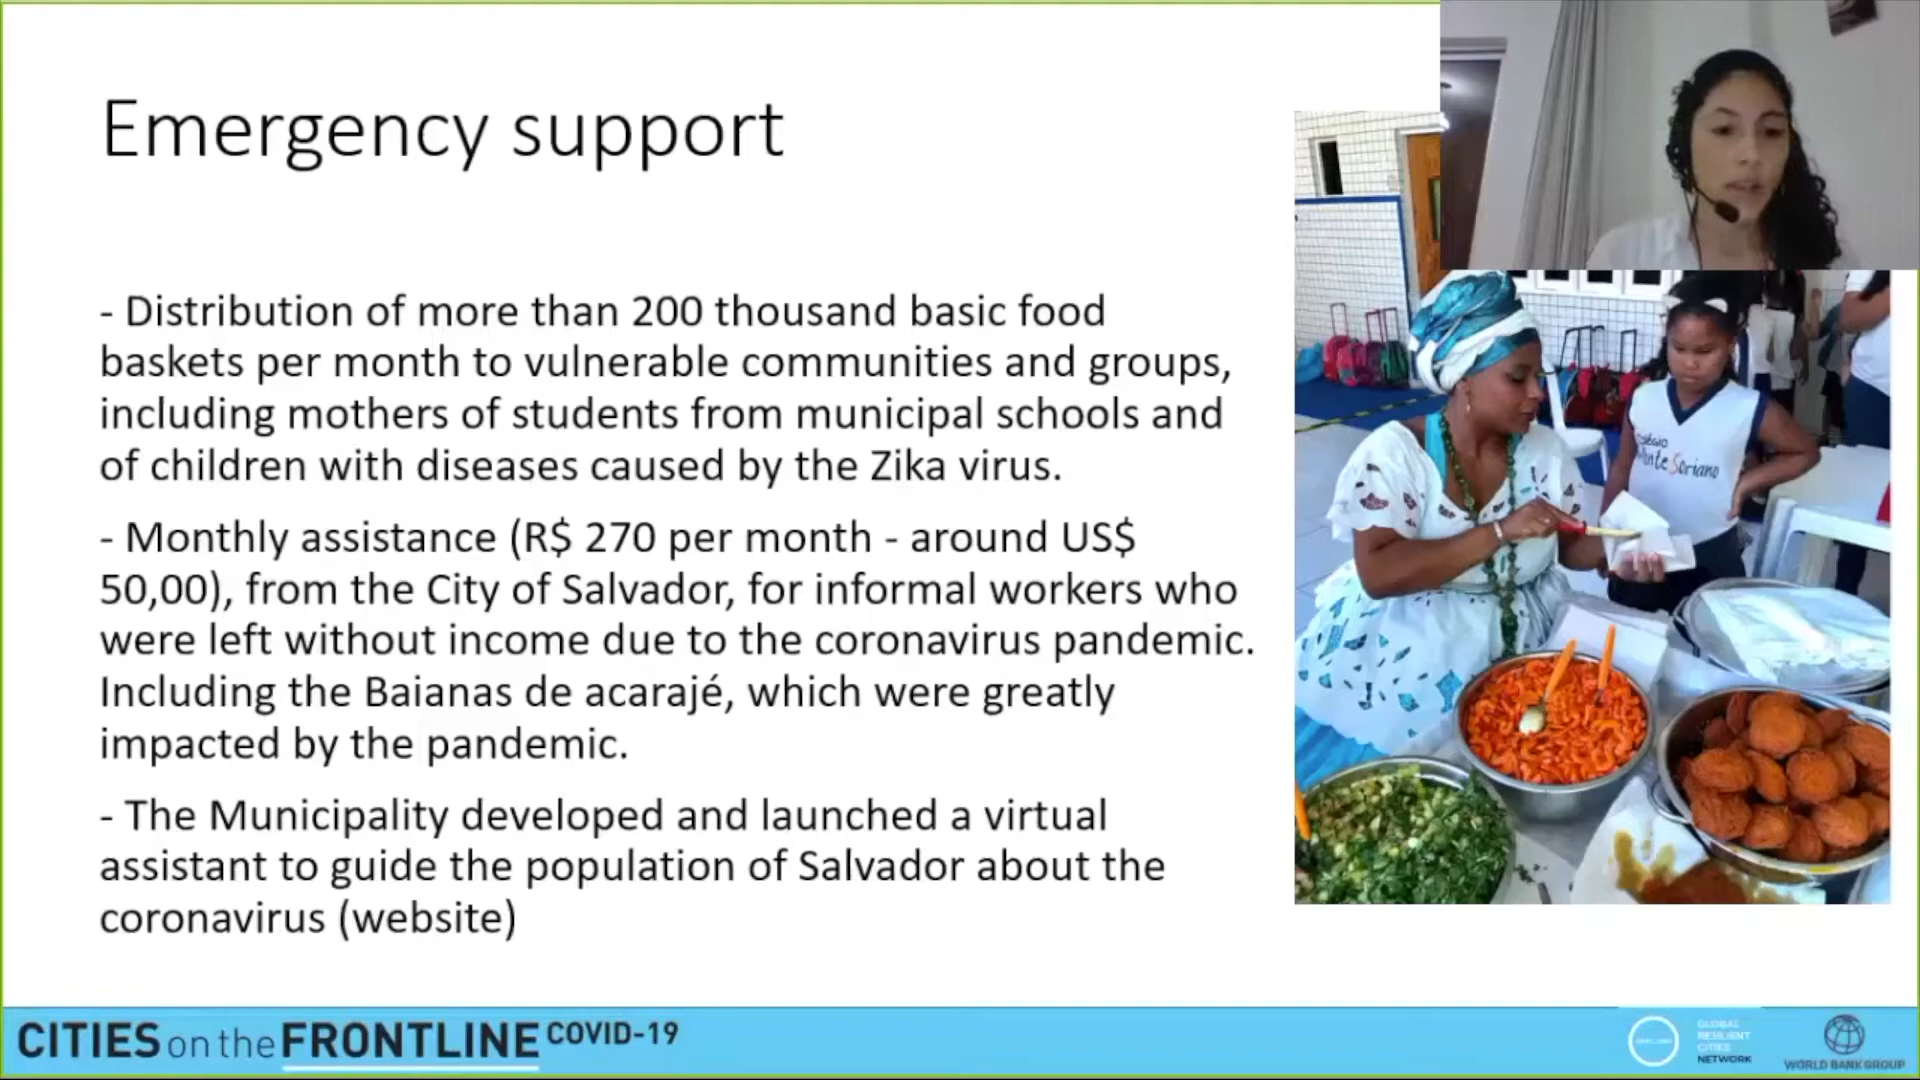 Emergency support
- Distribution of more than 200 thousand basic food
baskets per month to vulnerable communities and groups,
including mothers of students from municipal schools and
of children with diseases caused by the Zika virus.
- Monthly assistance (R$ 270 per month - around US$
50,00), from the City of Salvador, for informal workers who
were left without income due to the coronavirus pandemic.
Including the Baianas de acarajé, which were greatly
impacted by the pandemic.
- The Municipality developed and launched a virtual
assistant to guide the population of Salvador about the
coronavirus (website)
Soriano
CITIES on the FRONTLINE COVID-19
GLOBAL
RESILIENT
CITIES
NETWORK
WORLD BANK GROUP